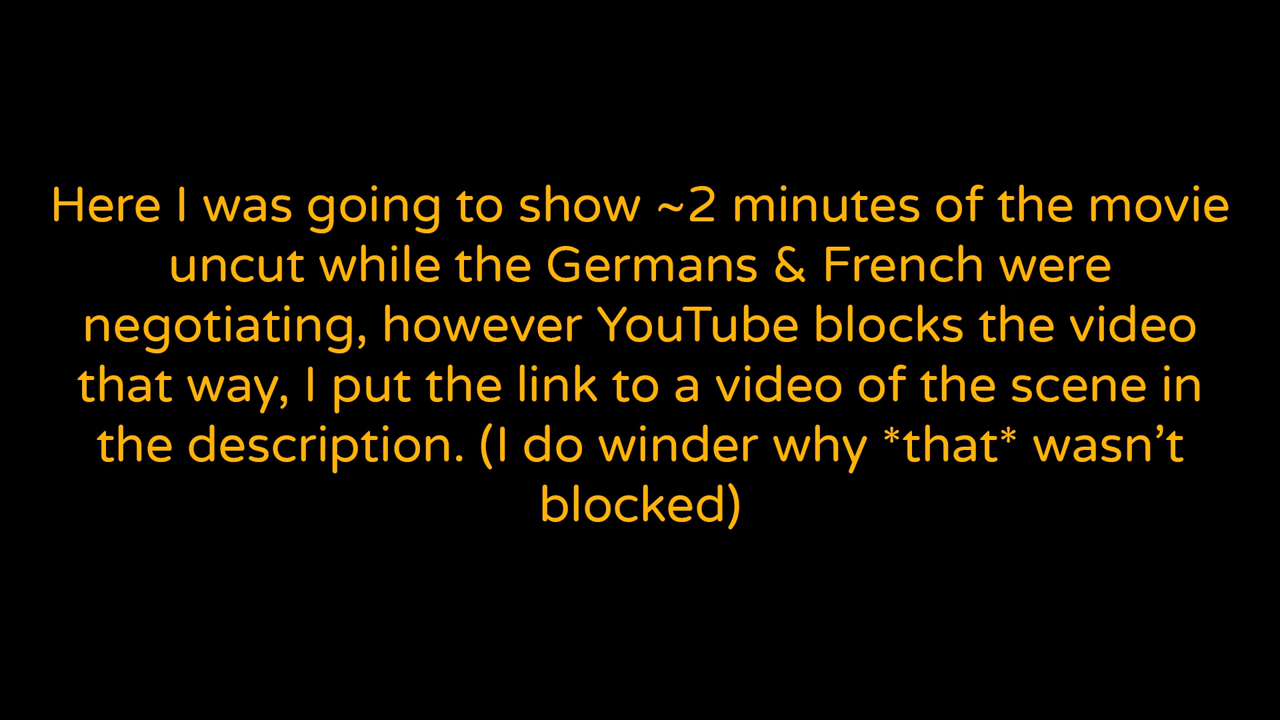 Here I was going to show ~2 minutes of the movie
uncut while the Germans & French were
negotiating, however YouTube blocks the video
that way, I put the link to a video of the scene in
the description. (I do winder why *that* wasn’t
blocked)